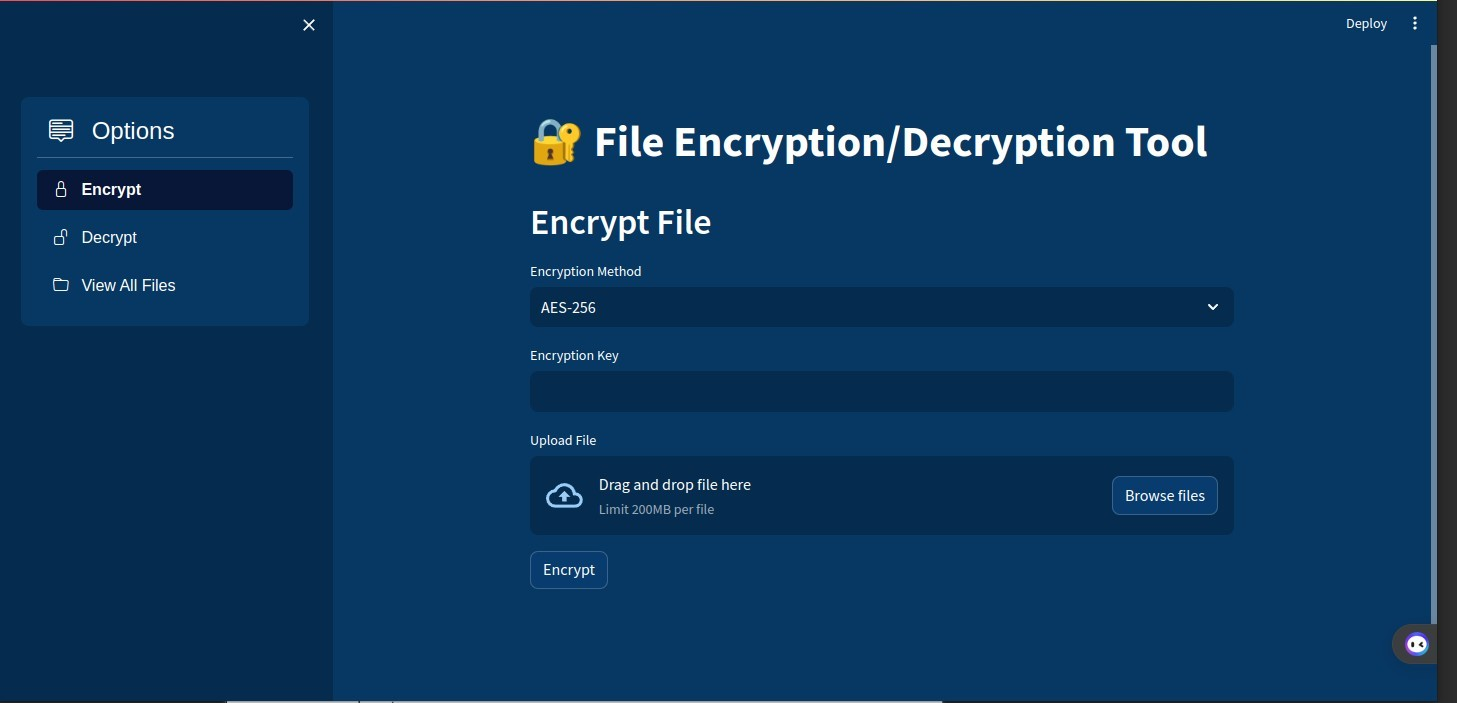 Deploy
Options
Encrypt
Decrypt
View All Files
🔐 File Encryption/Decryption Tool
Encrypt File
Encryption Method
AES-256
Encryption Key
Upload File
Drag and drop file here
Limit 200MB per file
Browse files
Encrypt